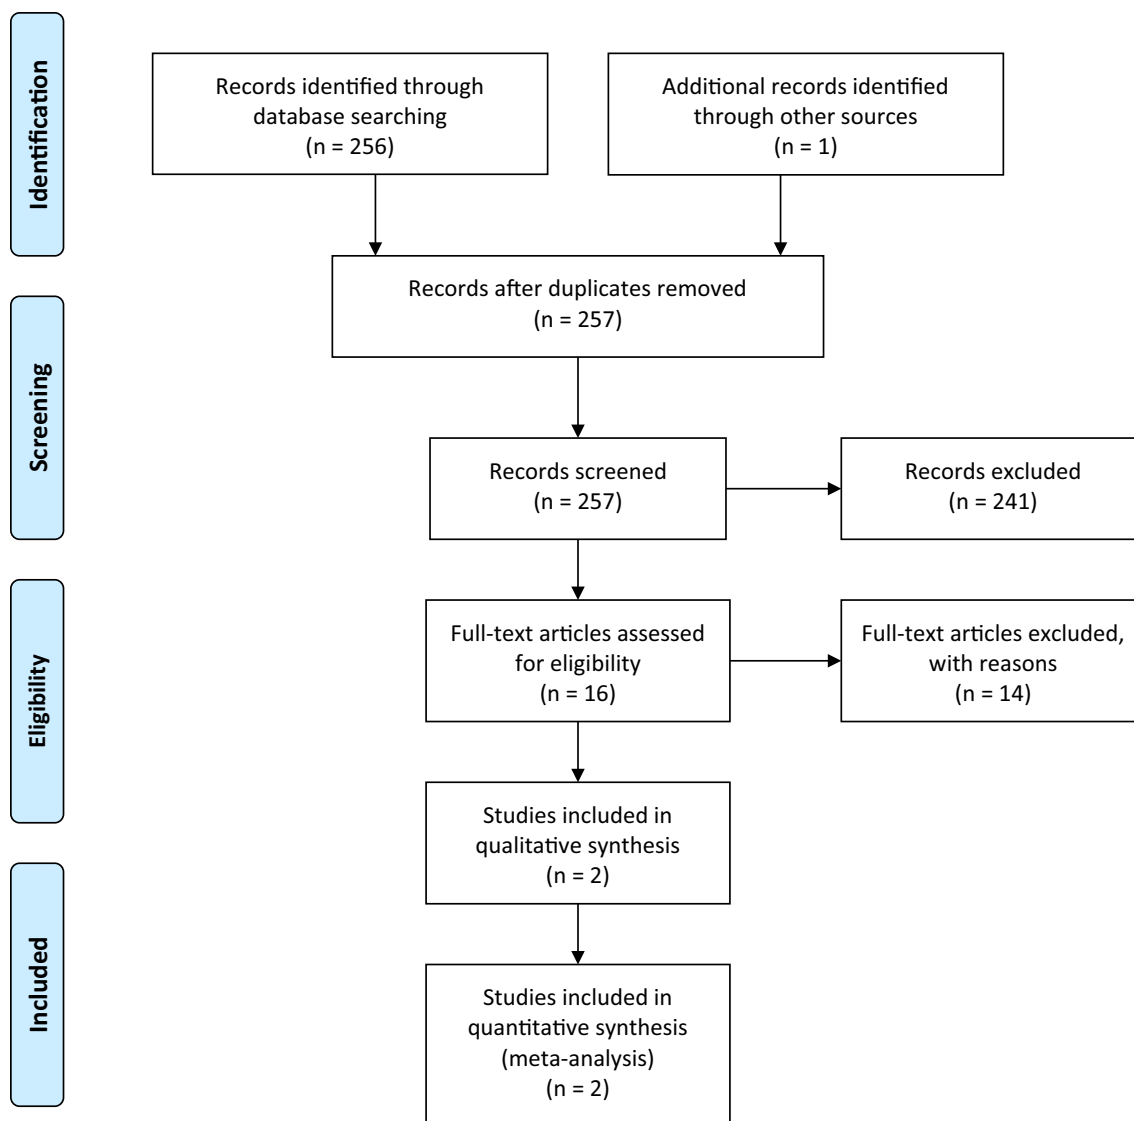 Identification
Records identified through
database searching
(n = 256)
Additional records identified
through other sources
(n = 1)
Records after duplicates removed
(n = 257)
Screening
Records screened
(n = 257)
Records excluded
(n = 241)
Eligibility
Full-text articles assessed
for eligibility
(n = 16)
Full-text articles excluded,
with reasons
(n = 14)
Studies included in
qualitative synthesis
(n = 2)
Included
Studies included in
quantitative synthesis
(meta-analysis)
(n = 2)